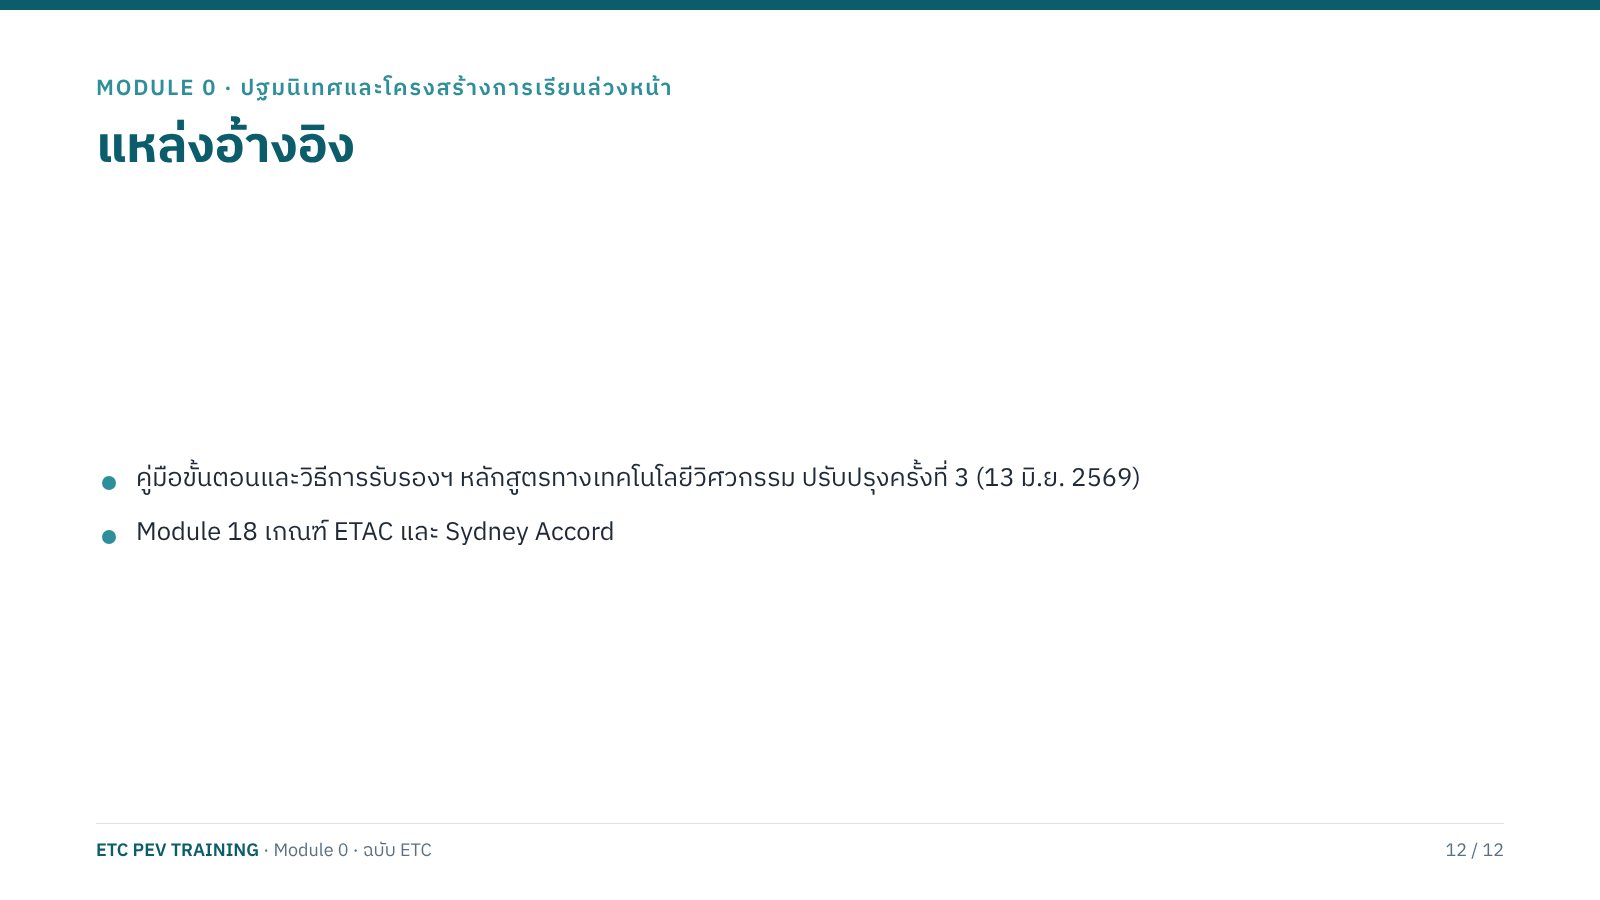 MODULE 0 · ปฐมนิเทศและโครงสร้างการเรียนล่วงหน้า
แหล่งอ้างอิง
คู่มือขั้นตอนและวิธีการรับรองฯ หลักสูตรทางเทคโนโลยีวิศวกรรม ปรับปรุงครั้งที่ 3 (13 มิ.ย. 2569)
Module 18 เกณฑ์ ETAC และ Sydney Accord
ETC PEV TRAINING · Module 0 · ฉบับ ETC
12 / 12